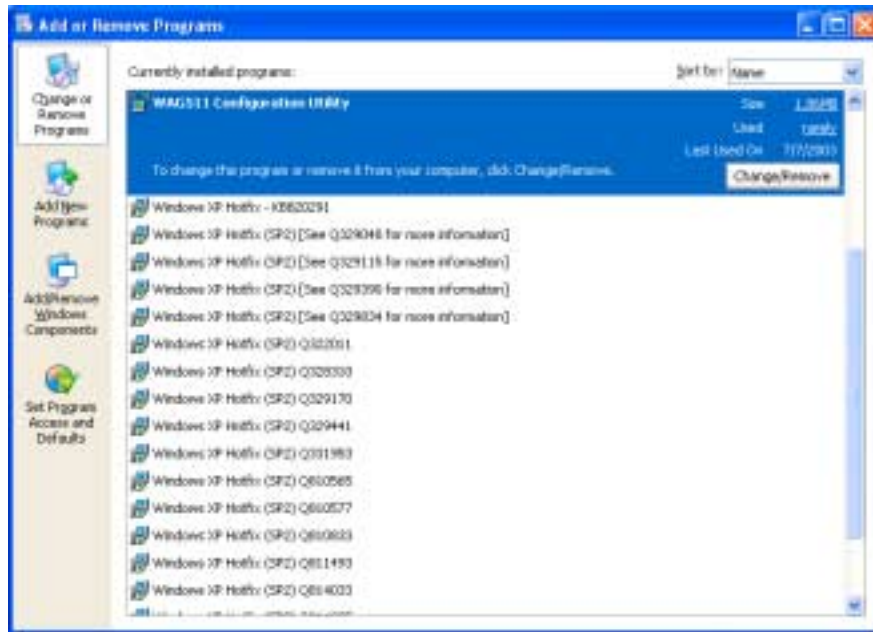 Add or Remove Programs
Currently installed programs:
Sort by: Name
Change or
Remove
Programs
Add New
Programs
Add/Remove
Windows
Components
Set Program
Access and
Defaults
WAG511 Configuration Utility
Size
Used rarely
Last Used On 7/7/2003
To change this program or remove it from your computer, click Change/Remove.
Change/Remove
Windows XP Hotfix - KB820291
Windows XP Hotfix (SP2) [See Q329048 for more information]
Windows XP Hotfix (SP2) [See Q329115 for more information]
Windows XP Hotfix (SP2) [See Q329390 for more information]
Windows XP Hotfix (SP2) [See Q329834 for more information]
Windows XP Hotfix (SP2) Q322011
Windows XP Hotfix (SP2) Q328310
Windows XP Hotfix (SP2) Q329170
Windows XP Hotfix (SP2) Q329441
Windows XP Hotfix (SP2) Q331953
Windows XP Hotfix (SP2) Q810565
Windows XP Hotfix (SP2) Q810577
Windows XP Hotfix (SP2) Q810833
Windows XP Hotfix (SP2) Q811493
Windows XP Hotfix (SP2) Q814033